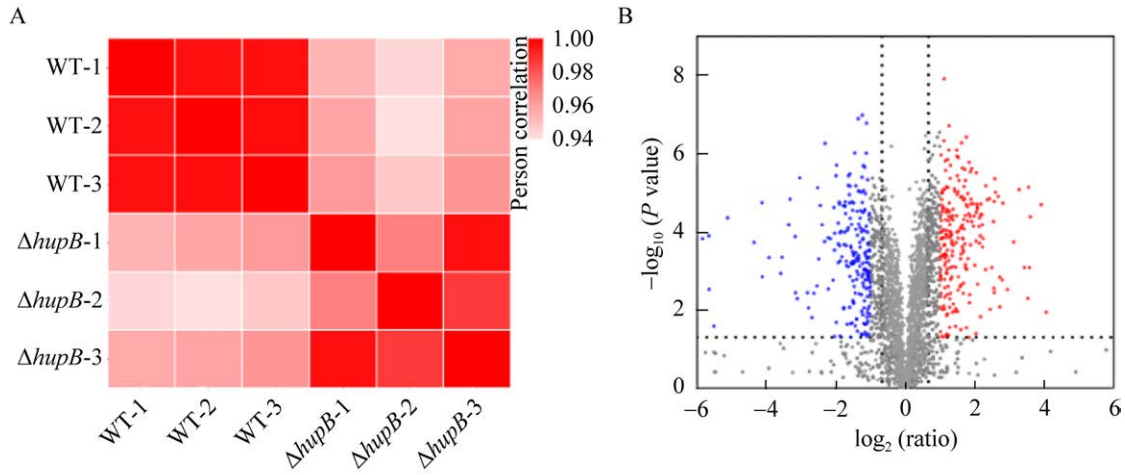 A
WT-1
WT-2
WT-3
ΔhupB-1
ΔhupB-2
ΔhupB-3
WT-1
WT-2
WT-3
ΔhupB-1
ΔhupB-2
ΔhupB-3
Person correlation
1.00
0.98
0.96
0.94
B
−log₁₀ (P value)
8
6
4
2
0
−6
−4
−2
0
2
4
6
log₂ (ratio)